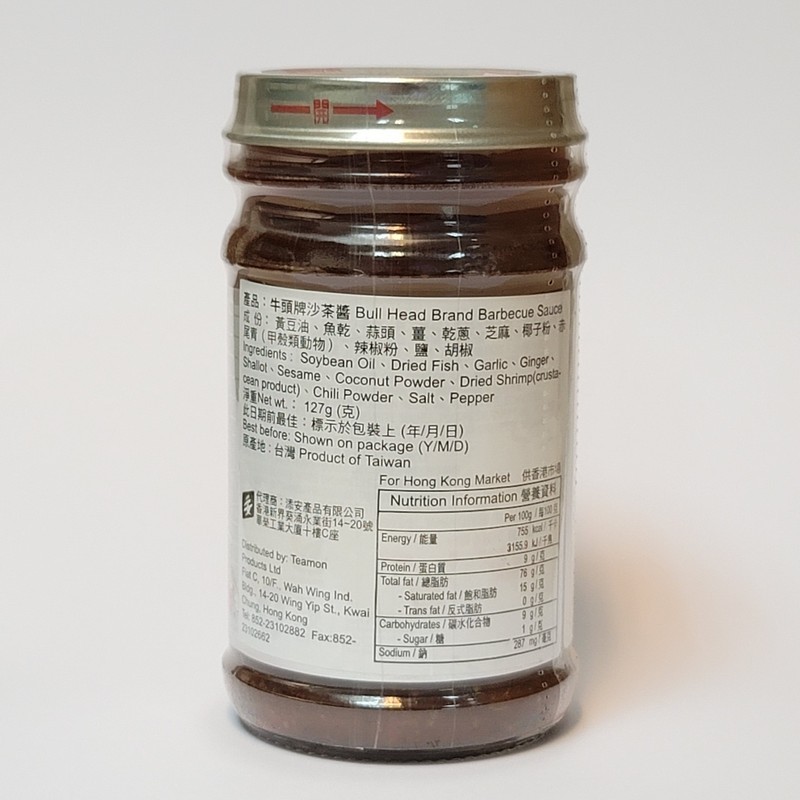 開
產品：牛頭牌沙茶醬 Bull Head Brand Barbecue Sauce
成 份：黃豆油、魚乾、蒜頭、薑、乾蔥、芝麻、椰子粉、赤
尾青（甲殼類動物）、辣椒粉、鹽、胡椒
Ingredients: Soybean Oil、Dried Fish、Garlic、Ginger、
Shallot、Sesame、Coconut Powder、Dried Shrimp(crusta-
cean product)、Chili Powder、Salt、Pepper
淨重Net wt.： 127g (克)
此日期前最佳：標示於包裝上 (年/月/日)
Best before: Shown on package (Y/M/D)
原產地：台灣 Product of Taiwan
For Hong Kong Market 供香港市場
代理商：添安產品有限公司
香港新界葵涌永業街14~20號
華榮工業大廈十樓C座
Distributed by: Teamon
Products Ltd
Flat C, 10/F., Wah Wing Ind.
Bldg., 14-20 Wing Yip St., Kwai
Chung, Hong Kong
Tel: 852-23102882 Fax:852-
23102662
Nutrition Information 營養資料
Per 100g / 每100克
Energy / 能量 755 kcal / 千卡
3155.9 kJ / 千焦
Protein / 蛋白質 9 g / 克
Total fat / 總脂肪 76 g / 克
- Saturated fat / 飽和脂肪 15 g / 克
- Trans fat / 反式脂肪 0 g / 克
Carbohydrates / 碳水化合物 9 g / 克
- Sugar / 糖 1 g / 克
Sodium / 鈉 287 mg / 毫克